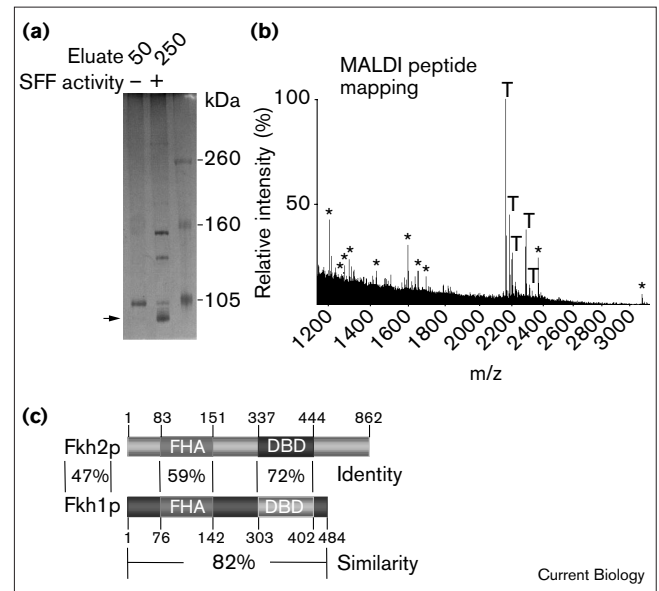 (a)
Eluate 50 250
SFF activity – +
kDa
-260
-160
-105
(b)
MALDI peptide
mapping
Relative intensity (%)
100
50
T
T
T
T
T
* * * * * * * * * *
1200 1400 1600 1800 2000 2200 2400 2600 2800 3000
m/z
(c)
1 83 151 337 444 862
Fkh2p FHA DBD
47% 59% 72% Identity
Fkh1p FHA DBD
1 76 142 303 402 484
82% Similarity
Current Biology